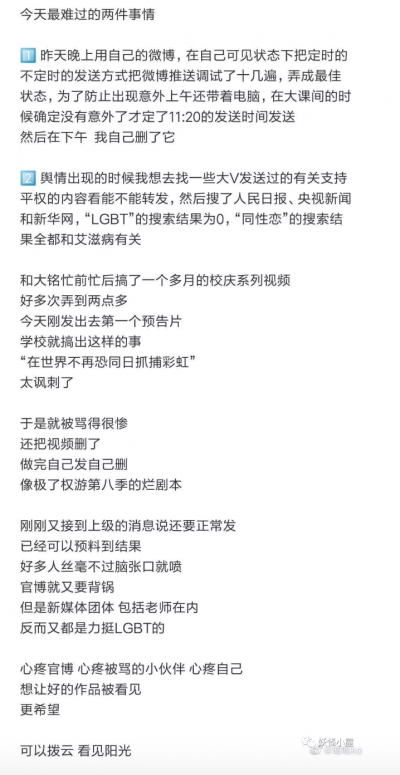 今天最难过的两件事情
1 昨天晚上用自己的微博，在自己可见状态下把定时的
不定时的发送方式把微博推送调试了十几遍，弄成最佳
状态，为了防止出现意外上午还带着电脑，在大课间的时
候确定没有意外了才定了11:20的发送时间发送
然后在下午 我自己删了它
2 舆情出现的时候我想去找一些大V发送过的有关支持
平权的内容看能不能转发，然后搜了人民日报、央视新闻
和新华网，“LGBT”的搜索结果为0，“同性恋”的搜索结
果全都和艾滋病有关
和大铭忙前忙后搞了一个多月的校庆系列视频
好多次弄到两点多
今天刚发出去第一个预告片
学校就搞出这样的事
“在世界不再恐同日抓捕彩虹”
太讽刺了
于是就被骂得很惨
还把视频删了
做完自己发自己删
像极了权游第八季的烂剧本
刚刚又接到上级的消息说还要正常发
已经可以预料到结果
好多人丝毫不过脑张口就喷
官博就又要背锅
但是新媒体团体 包括老师在内
反而又都是力挺LGBT的
心疼官博 心疼被骂的小伙伴 心疼自己
想让好的作品被看见
更希望
可以拨云 看见阳光
妖怪小屋